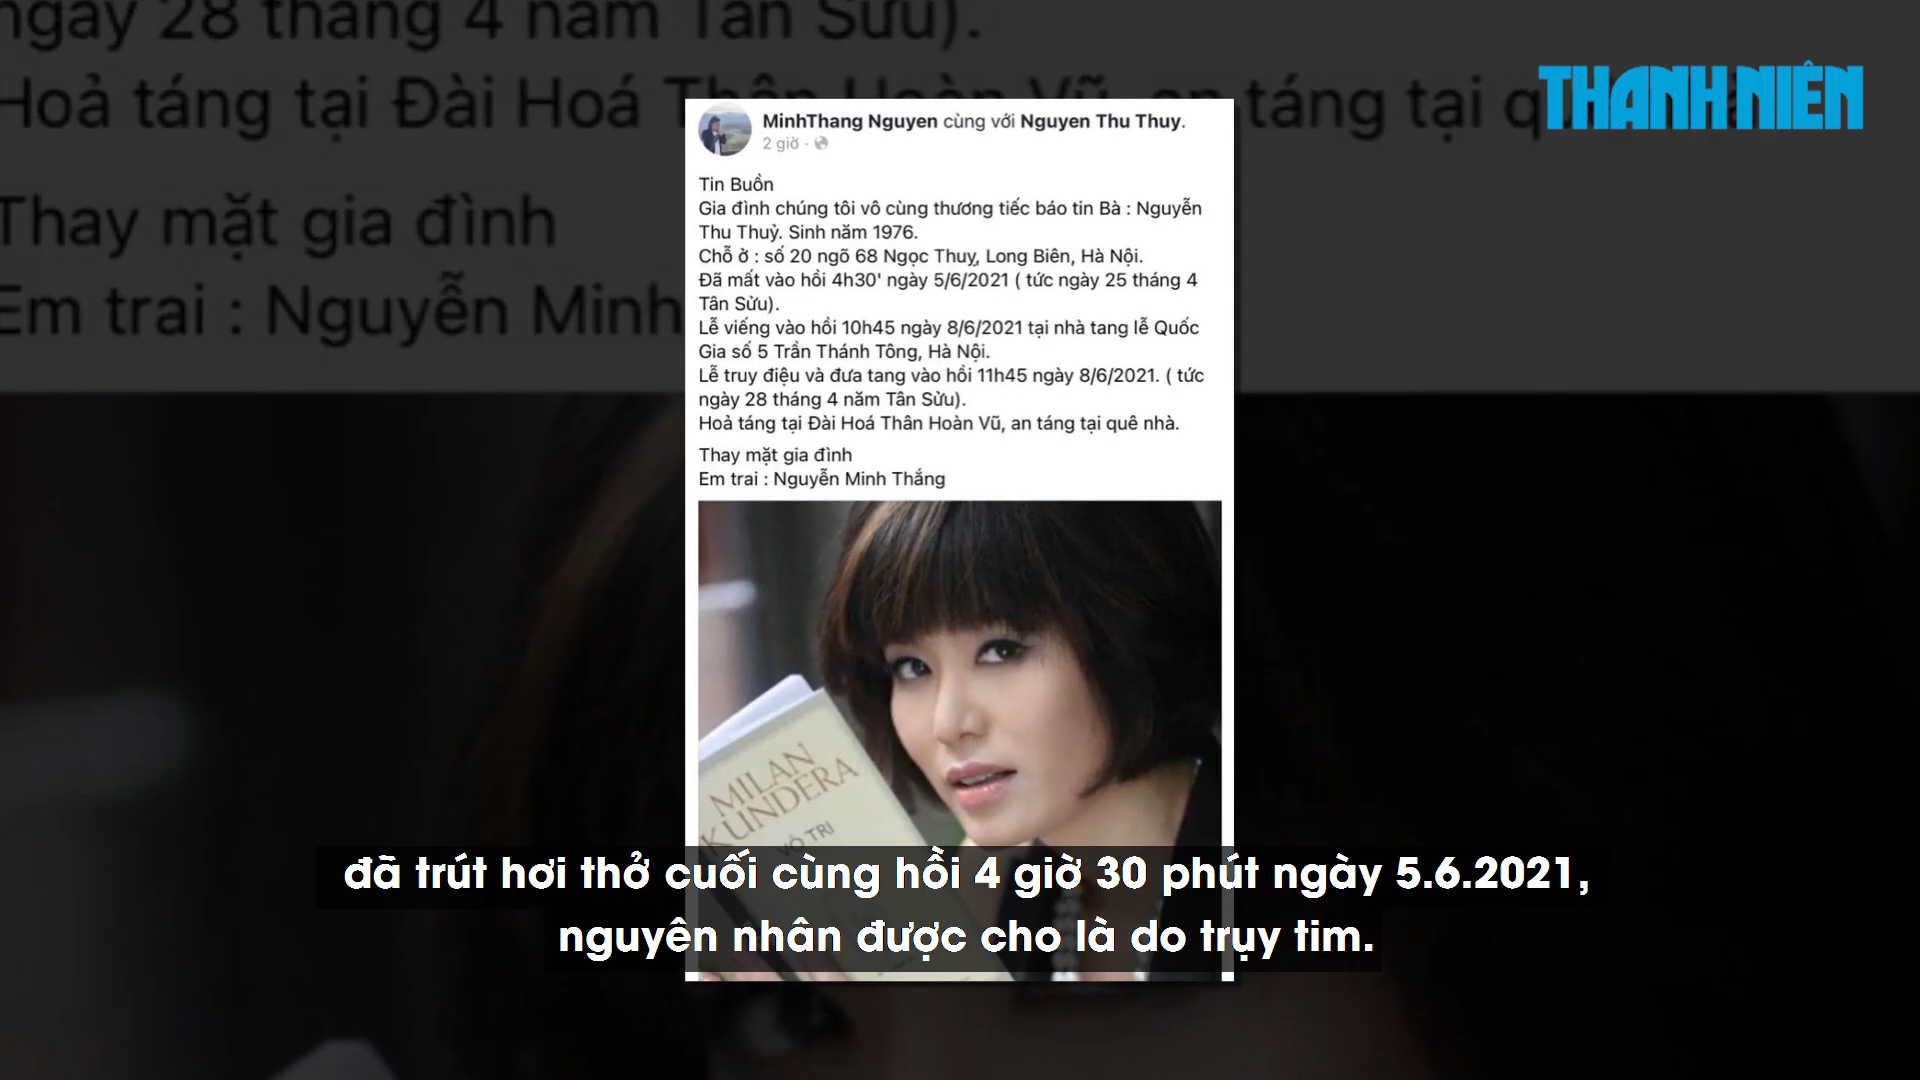 ngày 28 tháng 4 năm Tân Sửu).
Hoả táng tại Đài Hoá Thân Hoàn Vũ, an táng tại
Thay mặt gia đình
Em trai : Nguyễn Minh
THANH NIÊN
MinhThang Nguyen cùng với Nguyen Thu Thuy.
2 giờ ·
Tin Buồn
Gia đình chúng tôi vô cùng thương tiếc báo tin Bà : Nguyễn
Thu Thuỷ. Sinh năm 1976.
Chỗ ở : số 20 ngõ 68 Ngọc Thuỵ, Long Biên, Hà Nội.
Đã mất vào hồi 4h30' ngày 5/6/2021 ( tức ngày 25 tháng 4
Tân Sửu).
Lễ viếng vào hồi 10h45 ngày 8/6/2021 tại nhà tang lễ Quốc
Gia số 5 Trần Thánh Tông, Hà Nội.
Lễ truy điệu và đưa tang vào hồi 11h45 ngày 8/6/2021. ( tức
ngày 28 tháng 4 năm Tân Sửu).
Hoả táng tại Đài Hoá Thân Hoàn Vũ, an táng tại quê nhà.
Thay mặt gia đình
Em trai : Nguyễn Minh Thắng
MILAN
KUNDERA
VÔ TRI
đã trút hơi thở cuối cùng hồi 4 giờ 30 phút ngày 5.6.2021,
nguyên nhân được cho là do trụy tim.